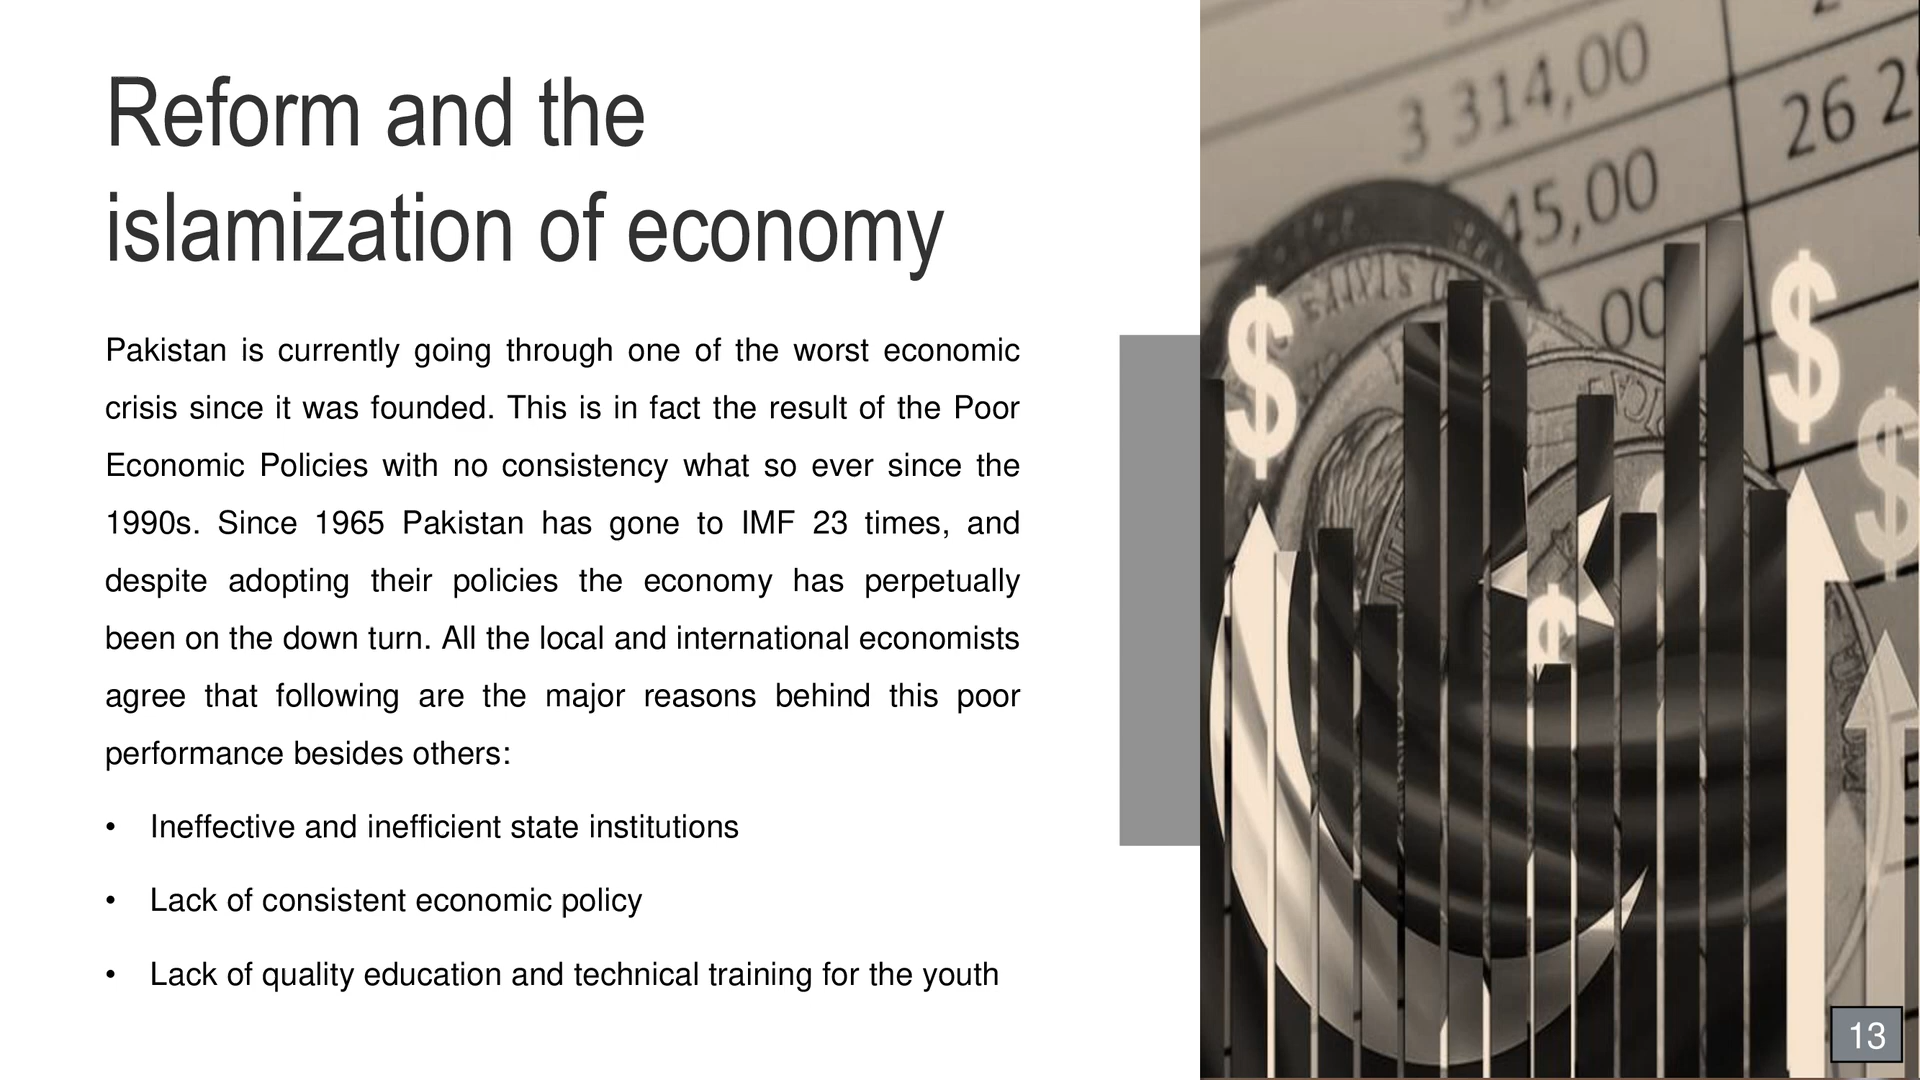 Reform and the
islamization of economy
Pakistan is currently going through one of the worst economic
crisis since it was founded. This is in fact the result of the Poor
Economic Policies with no consistency what so ever since the
1990s. Since 1965 Pakistan has gone to IMF 23 times, and
despite adopting their policies the economy has perpetually
been on the down turn. All the local and international economists
agree that following are the major reasons behind this poor
performance besides others:
• Ineffective and inefficient state institutions
• Lack of consistent economic policy
• Lack of quality education and technical training for the youth
3 314,00
26 2
45,00
00
$
$
$
$
13